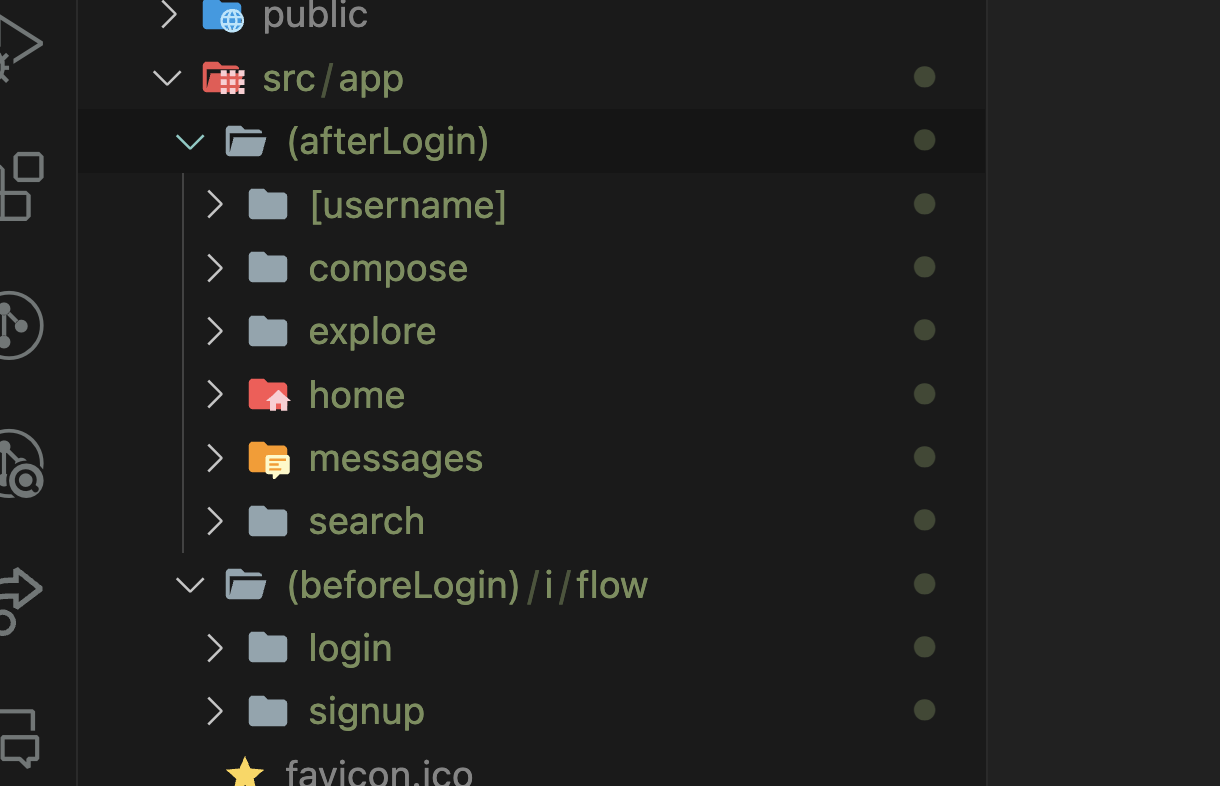 public
src/app
(afterLogin)
[username]
compose
explore
home
messages
search
(beforeLogin)/i/flow
login
signup
favicon.ico